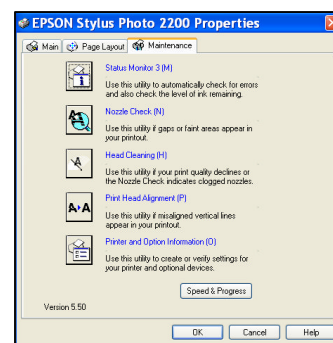 EPSON Stylus Photo 2200 Properties
Main Page Layout Maintenance
Status Monitor 3 (M)
Use this utility to automatically check for errors
and also check the level of ink remaining.
Nozzle Check (N)
Use this utility if gaps or faint areas appear in
your printout.
Head Cleaning (H)
Use this utility if your print quality declines or
the Nozzle Check indicates clogged nozzles.
A A
Print Head Alignment (P)
Use this utility if misaligned vertical lines
appear in your printout.
Printer and Option Information (O)
Use this utility to create or verify settings for
your printer and optional devices.
Speed & Progress
Version 5.50
OK Cancel Help